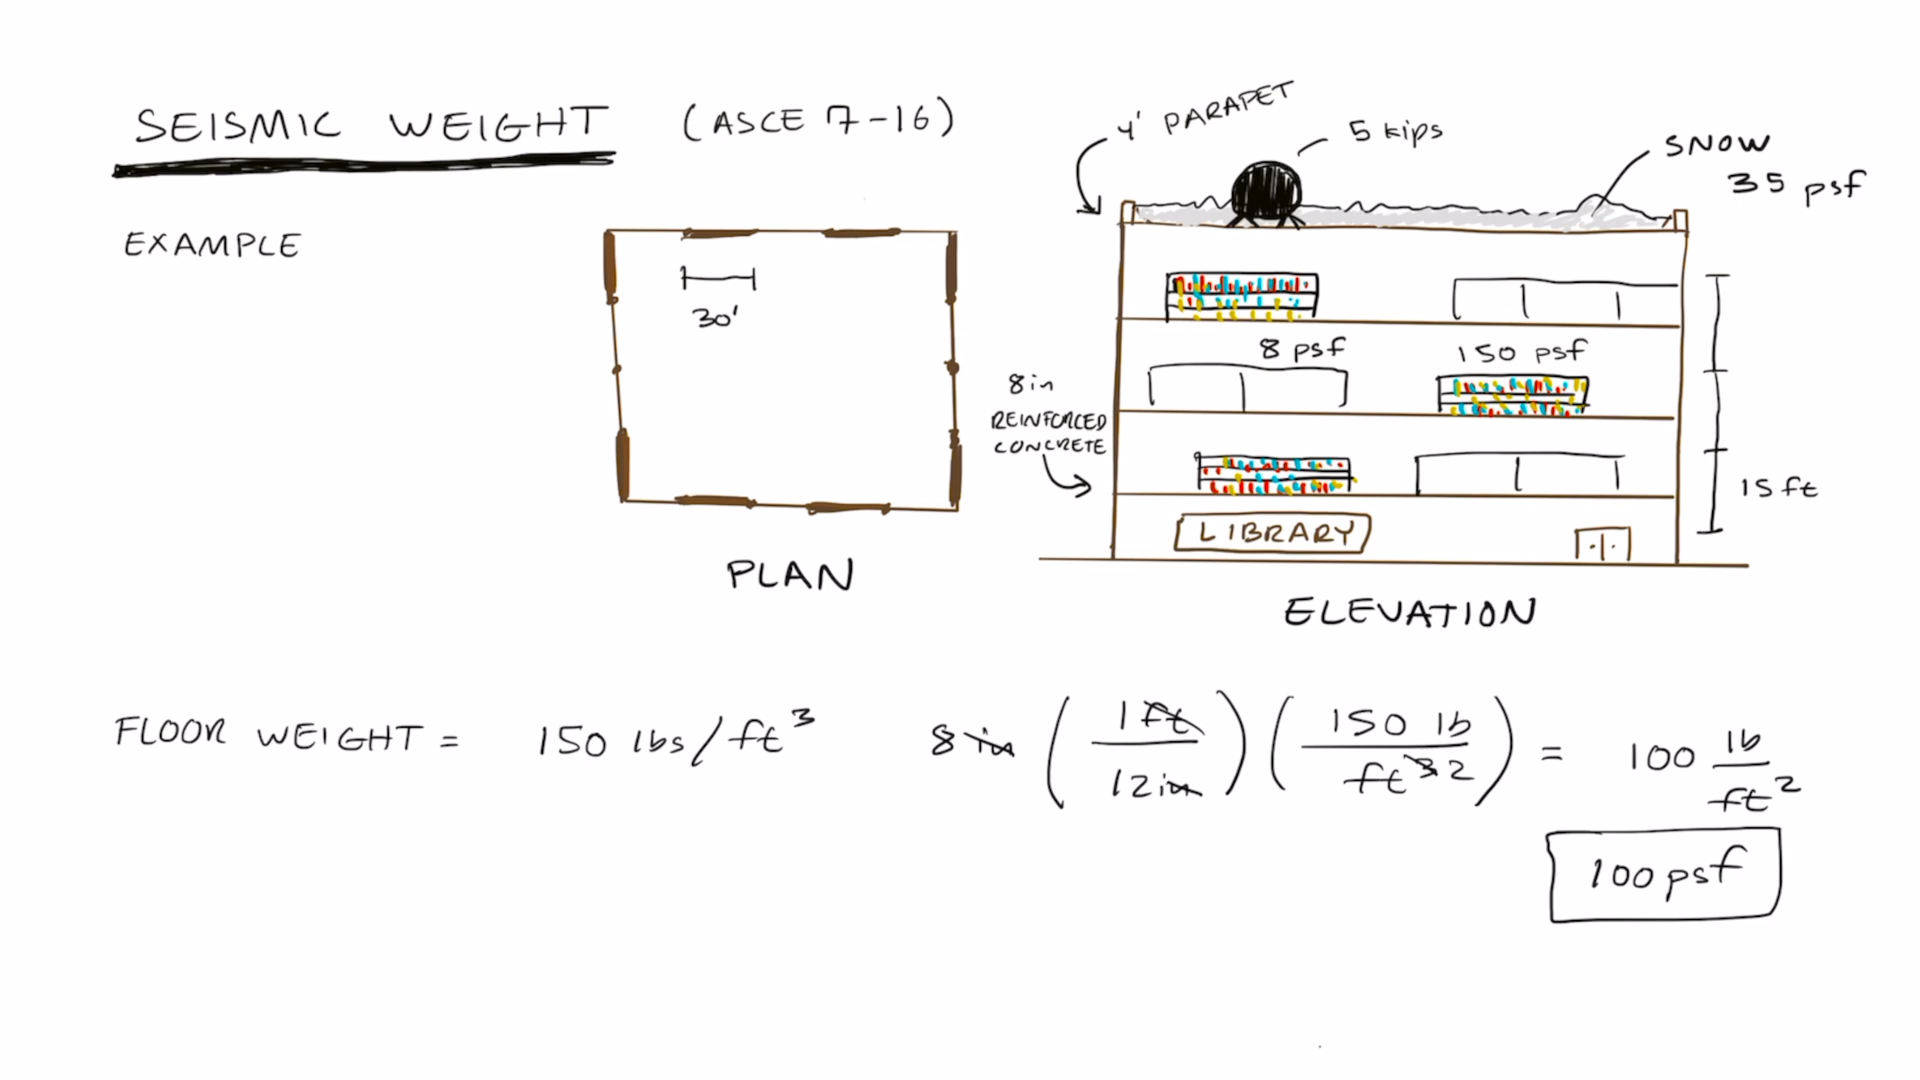 SEISMIC WEIGHT (ASCE 7-16)
EXAMPLE
30'
PLAN
4' PARAPET
5 kips
SNOW
35 psf
8 psf
150 psf
8in
REINFORCED
CONCRETE
15 ft
LIBRARY
ELEVATION
FLOOR WEIGHT = 150 lbs/ft³ 8 in (1 ft / 12 in) (150 lb / ft³ 2) = 100 lb / ft²
100 psf